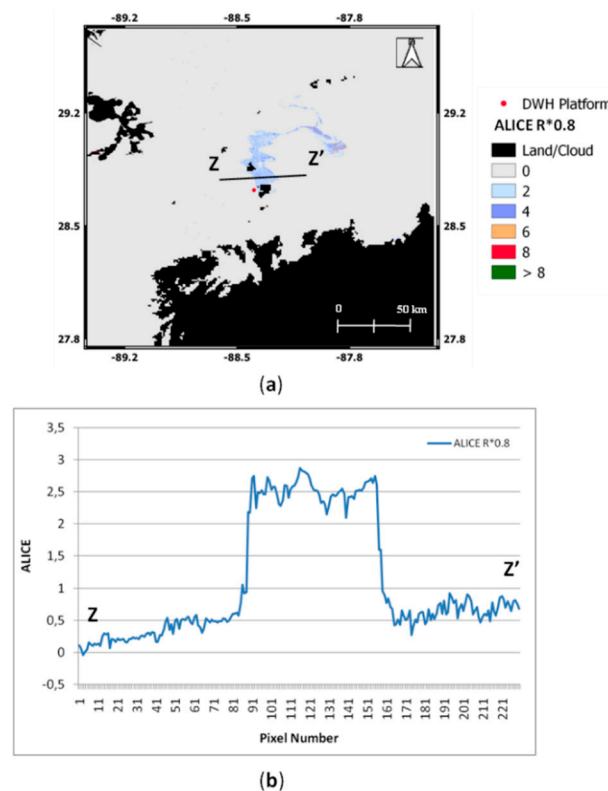 -89.2 -88.5 -87.8
29.2 29.2
Z Z'
28.5 28.5
27.8 27.8
0 50 km
-89.2 -88.5 -87.8
DWH Platform
ALICE R*0.8
Land/Cloud
0
2
4
6
8
> 8
(a)
3,5
3
2,5
2
1,5
1
0,5
0
-0,5
ALICE
ALICE R*0.8
Z
Z'
1 11 21 31 41 51 61 71 81 91 101 111 121 131 141 151 161 171 181 191 201 211 221
Pixel Number
(b)